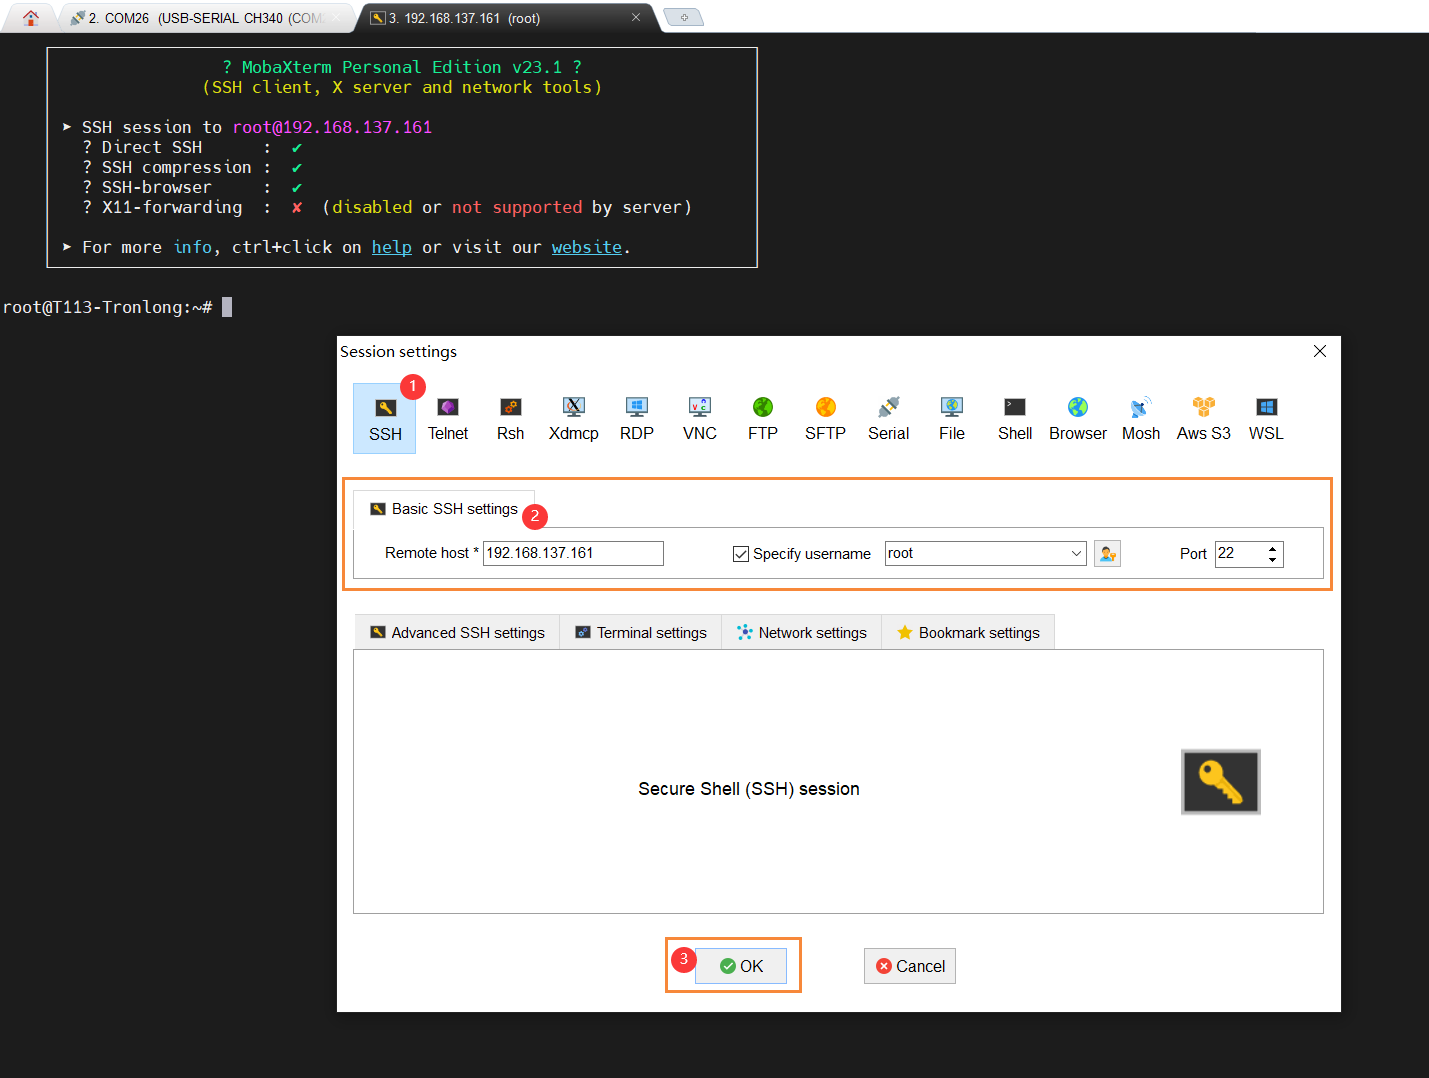 2. COM26 (USB-SERIAL CH340 (COM
3. 192.168.137.161 (root)
? MobaXterm Personal Edition v23.1 ?
(SSH client, X server and network tools)
➤ SSH session to root@192.168.137.161
? Direct SSH : ✔
? SSH compression : ✔
? SSH-browser : ✔
? X11-forwarding : ✘ (disabled or not supported by server)
➤ For more info, ctrl+click on help or visit our website.
root@T113-Tronlong:~#
Session settings
1
SSH Telnet Rsh Xdmcp RDP VNC FTP SFTP Serial File Shell Browser Mosh Aws S3 WSL
Basic SSH settings
2
Remote host * 192.168.137.161 Specify username root Port 22
Advanced SSH settings Terminal settings Network settings Bookmark settings
Secure Shell (SSH) session
3 OK Cancel